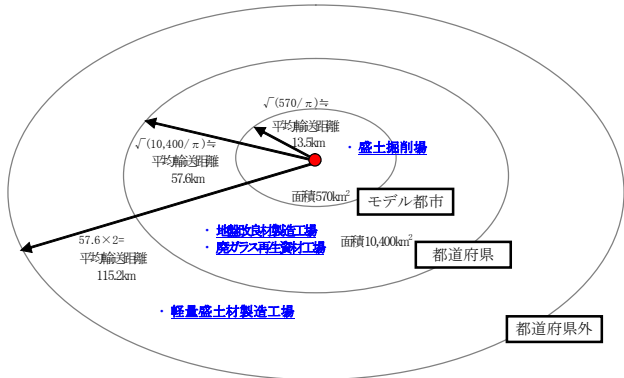 √(570/π)≒
平均輸送距離
13.5km
√(10,400/π)≒
平均輸送距離
57.6km
・盛土掘削場
面積570km²
モデル都市
・地盤改良材製造工場
・廃ガラス再生資材工場
面積10,400km²
都道府県
57.6×2=
平均輸送距離
115.2km
・軽量盛土材製造工場
都道府県外